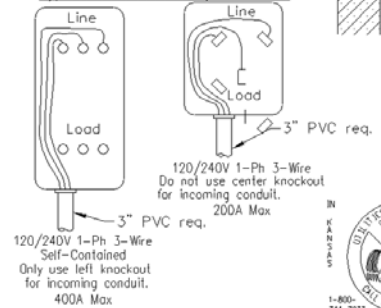 Line
Load
3" PVC req.
120/240V 1-Ph 3-Wire
Self-Contained
Only use left knockout
for incoming conduit.
400A Max
Line
Load
3" PVC req.
120/240V 1-Ph 3-Wire
Do not use center knockout
for incoming conduit.
200A Max
IN
KANSAS
1-800-